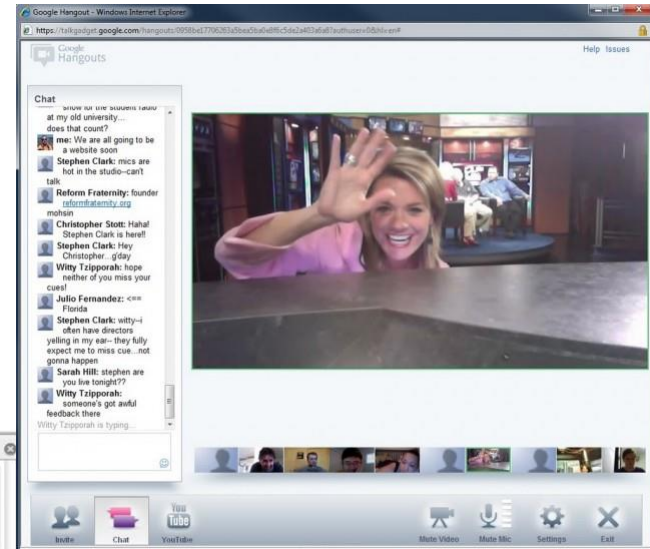 Google Hangout - Windows Internet Explorer
Google
Hangouts
Help Issues
Chat
show for the student radio
at my old university....
does that count?
me: We are all going to be
a website soon
Stephen Clark: mics are
hot in the studio--can't
talk
Reform Fraternity: founder
reformfraternity.org
mohsin
Christopher Stott: Haha!
Stephen Clark is here!!
Stephen Clark: Hey
Christopher...g'day
Witty Tzipporah: hope
neither of you miss your
cues!
Julio Fernandez: <==
Florida
Stephen Clark: witty--i
often have directors
yelling in my ear-- they fully
expect me to miss cue...not
gonna happen
Sarah Hill: stephen are
you live tonight??
Witty Tzipporah:
someone's got awful
feedback there
Witty Tzipporah is typing...
Invite
Chat
You
Tube
YouTube
Mute Video
Mute Mic
Settings
Exit